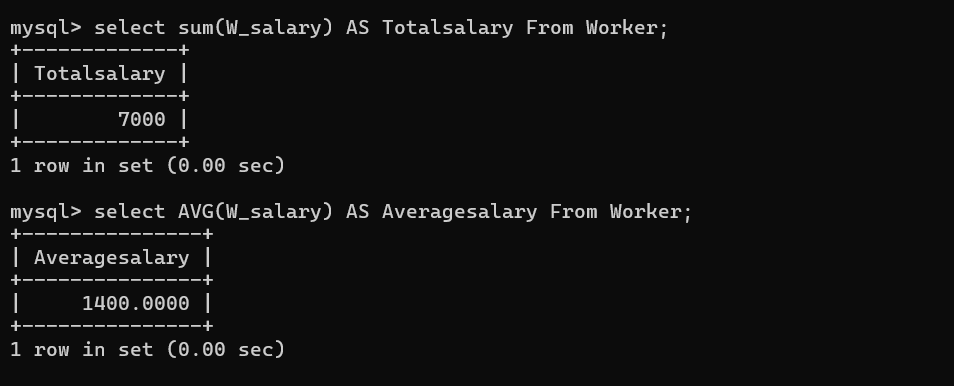 mysql> select sum(W_salary) AS Totalsalary From Worker;
+-------------+
| Totalsalary |
+-------------+
|        7000 |
+-------------+
1 row in set (0.00 sec)

mysql> select AVG(W_salary) AS Averagesalary From Worker;
+---------------+
| Averagesalary |
+---------------+
|     1400.0000 |
+---------------+
1 row in set (0.00 sec)